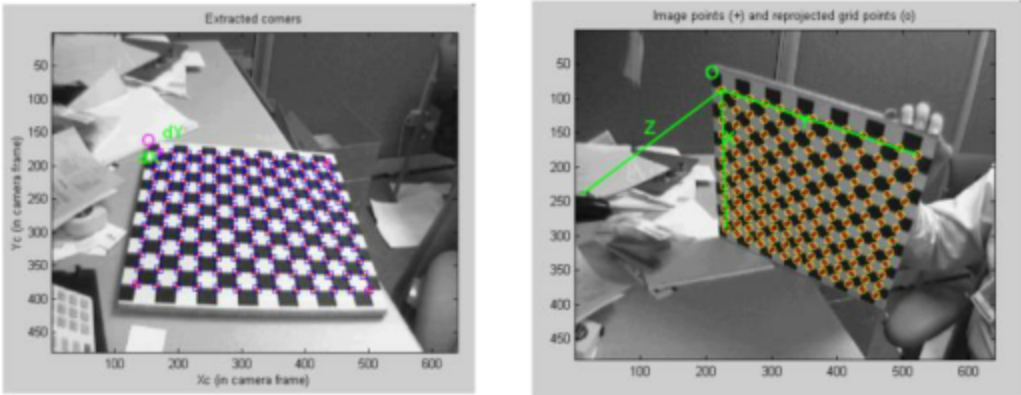 Extracted corners
50
100
150
200
250
300
350
400
450
100 200 300 400 500 600
Yc (in camera frame)
Xc (in camera frame)
dY
Image points (+) and reprojected grid points (o)
50
100
150
200
250
300
350
400
450
100 200 300 400 500 600
O
Z